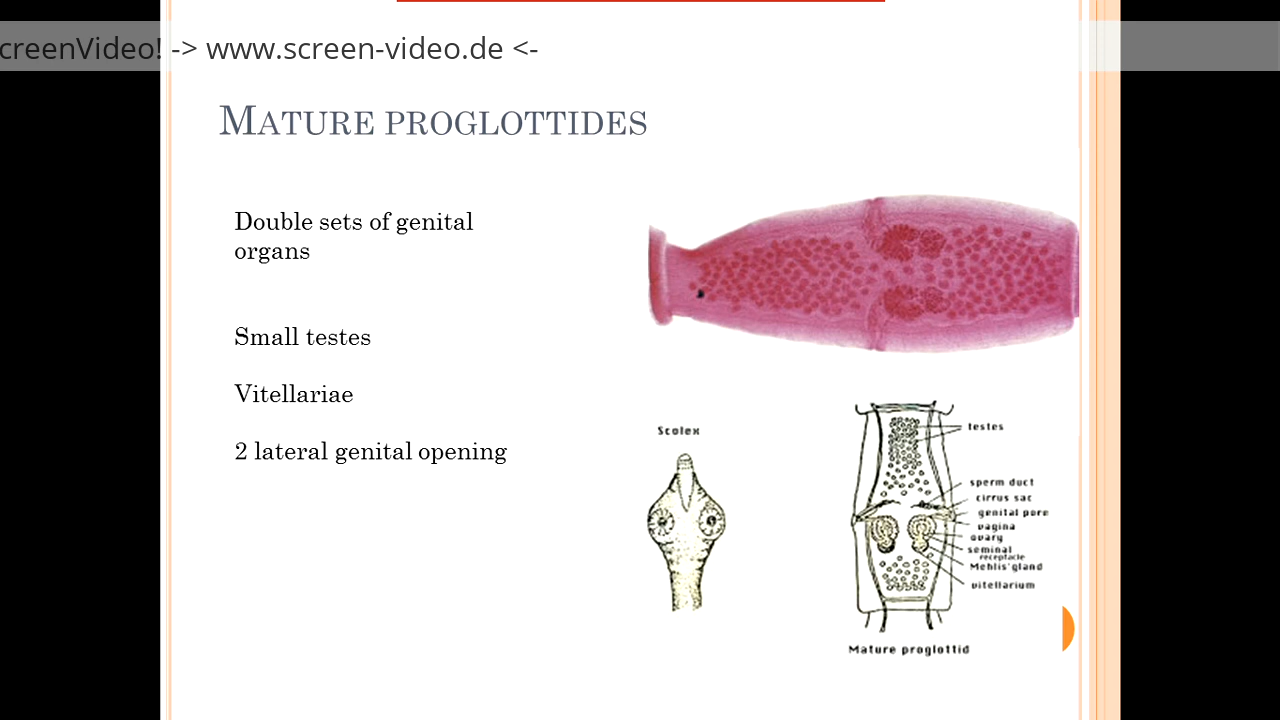 creenVideo! -> www.screen-video.de <-
MATURE PROGLOTTIDES
Double sets of genital
organs
Small testes
Vitellariae
2 lateral genital opening
Scolex
testes
sperm duct
cirrus sac
genital pore
vagina
ovary
seminal
receptacle
Mehlis' gland
vitellarium
Mature proglottid